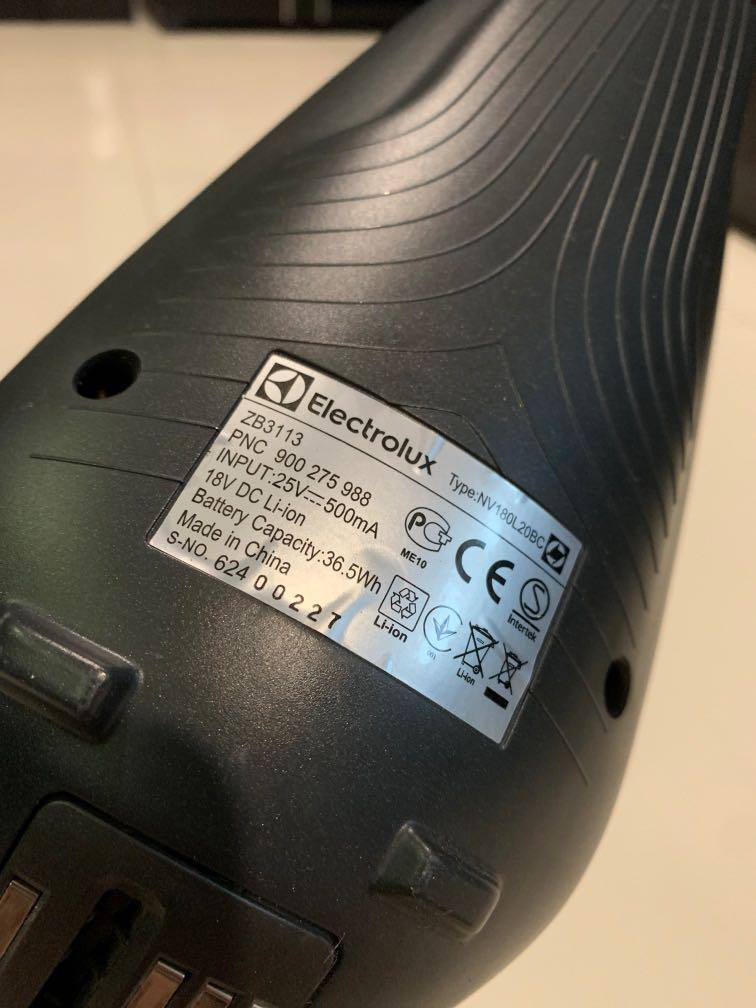 Electrolux
ZB3113
Type:NV180L20BC
PNC 900 275 988
INPUT:25V⎓500mA
18V DC Li-ion
Battery Capacity:36.5Wh
Made in China
S-NO. 624 00227
ME10
CE
S
Intertek
Li-ion
Li-ion